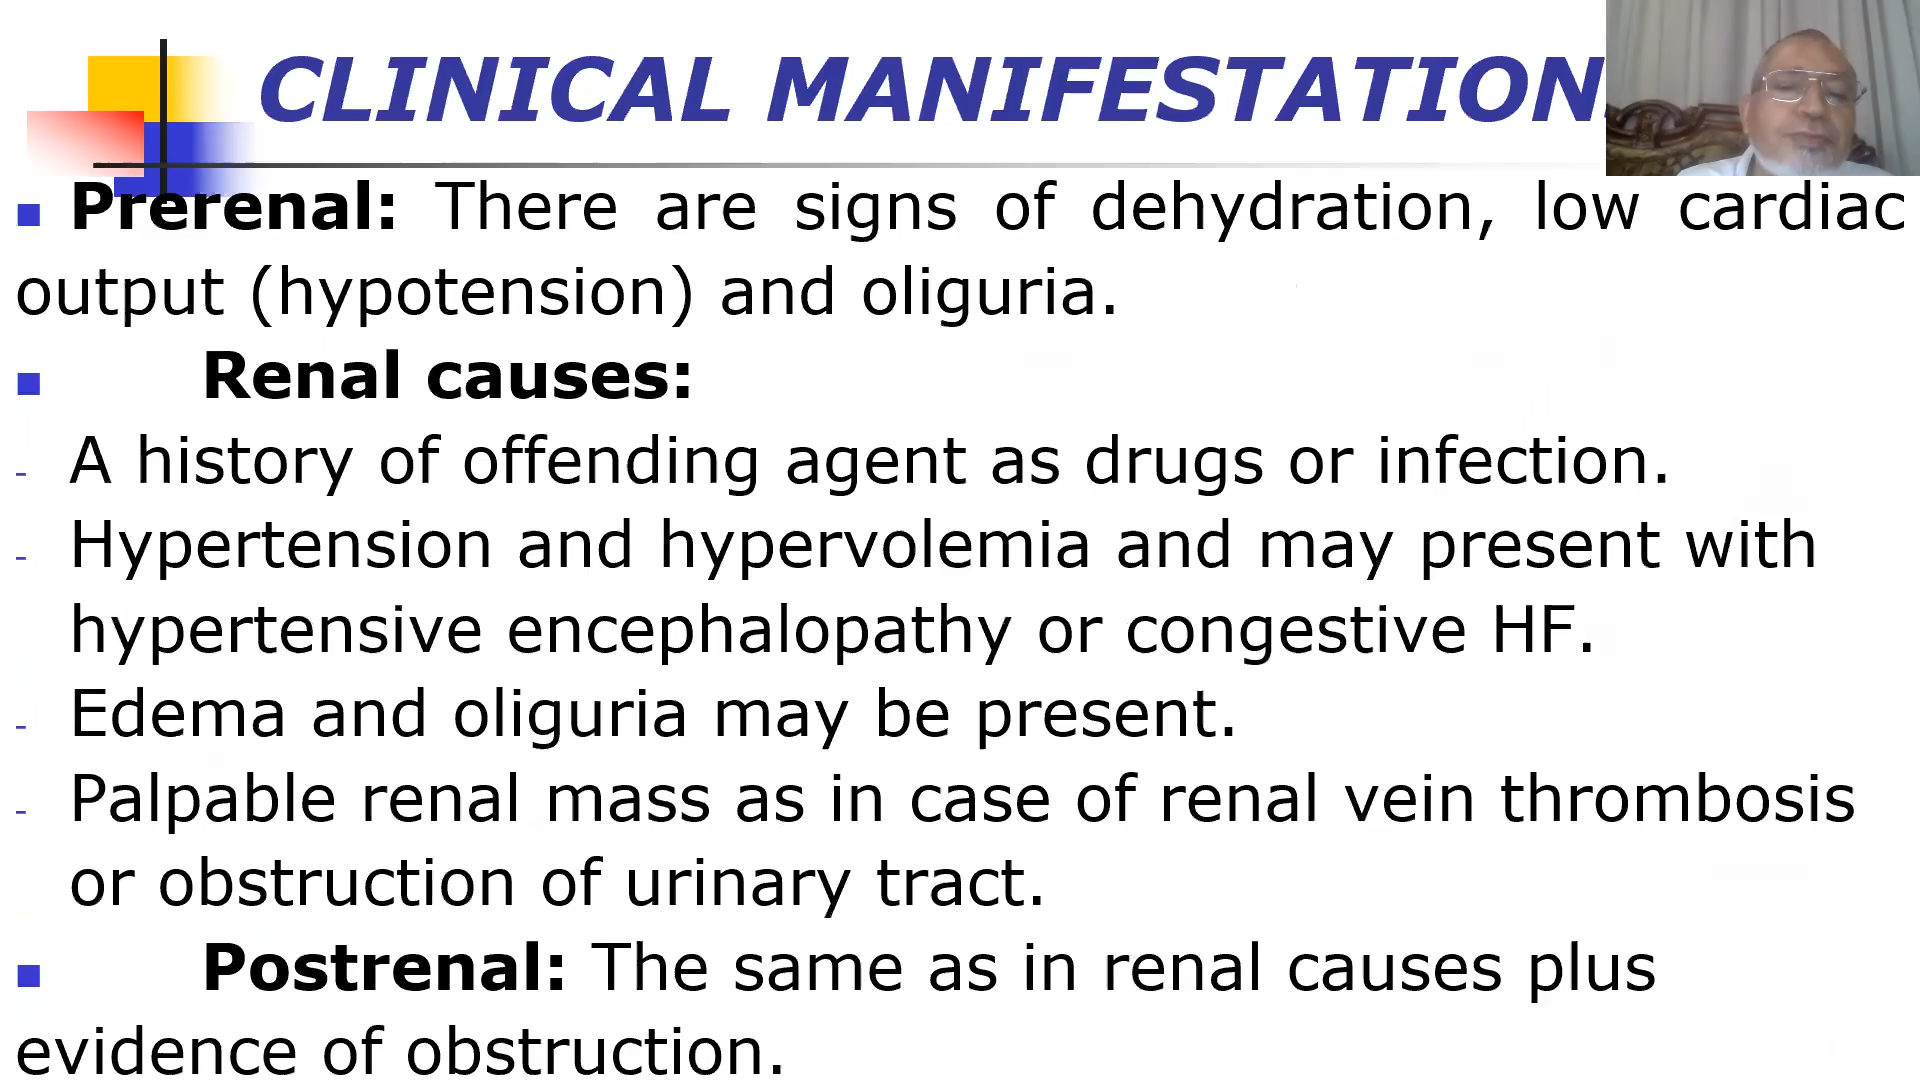 CLINICAL MANIFESTATION
Prerenal: There are signs of dehydration, low cardiac
output (hypotension) and oliguria.
Renal causes:
- A history of offending agent as drugs or infection.
- Hypertension and hypervolemia and may present with
hypertensive encephalopathy or congestive HF.
- Edema and oliguria may be present.
- Palpable renal mass as in case of renal vein thrombosis
or obstruction of urinary tract.
Postrenal: The same as in renal causes plus
evidence of obstruction.